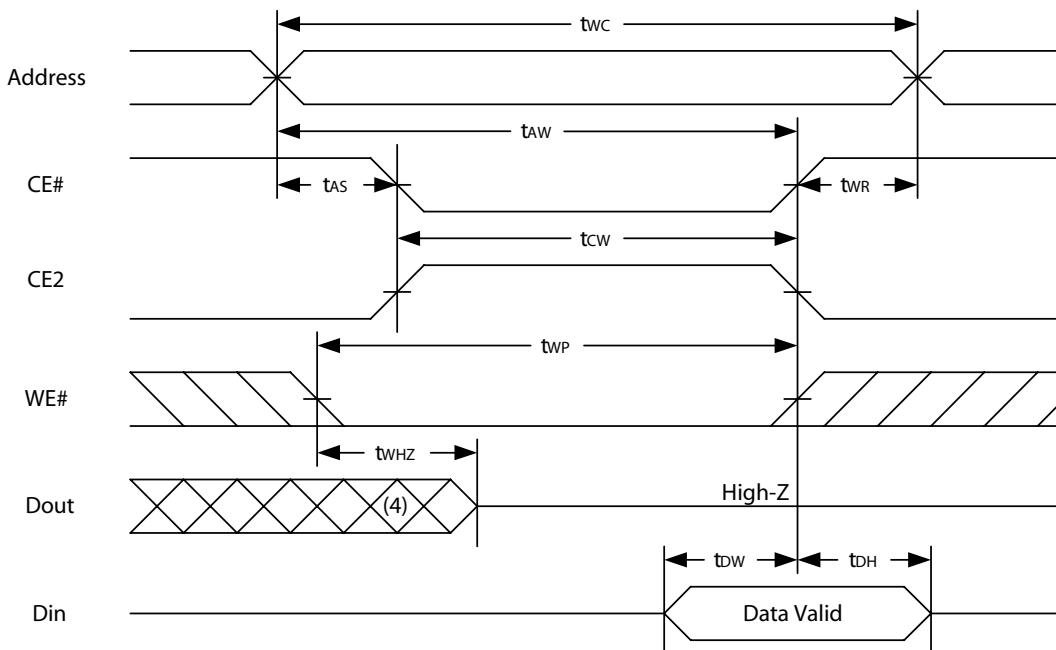 tWC
Address
tAW
CE#
tAS
tWR
tCW
CE2
tWP
WE#
tWHZ
Dout
(4)
High-Z
tDW
tDH
Din
Data Valid